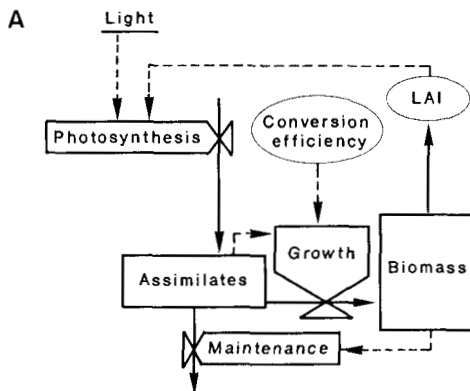 A
Light
LAI
Photosynthesis
Conversion
efficiency
Growth
Biomass
Assimilates
Maintenance